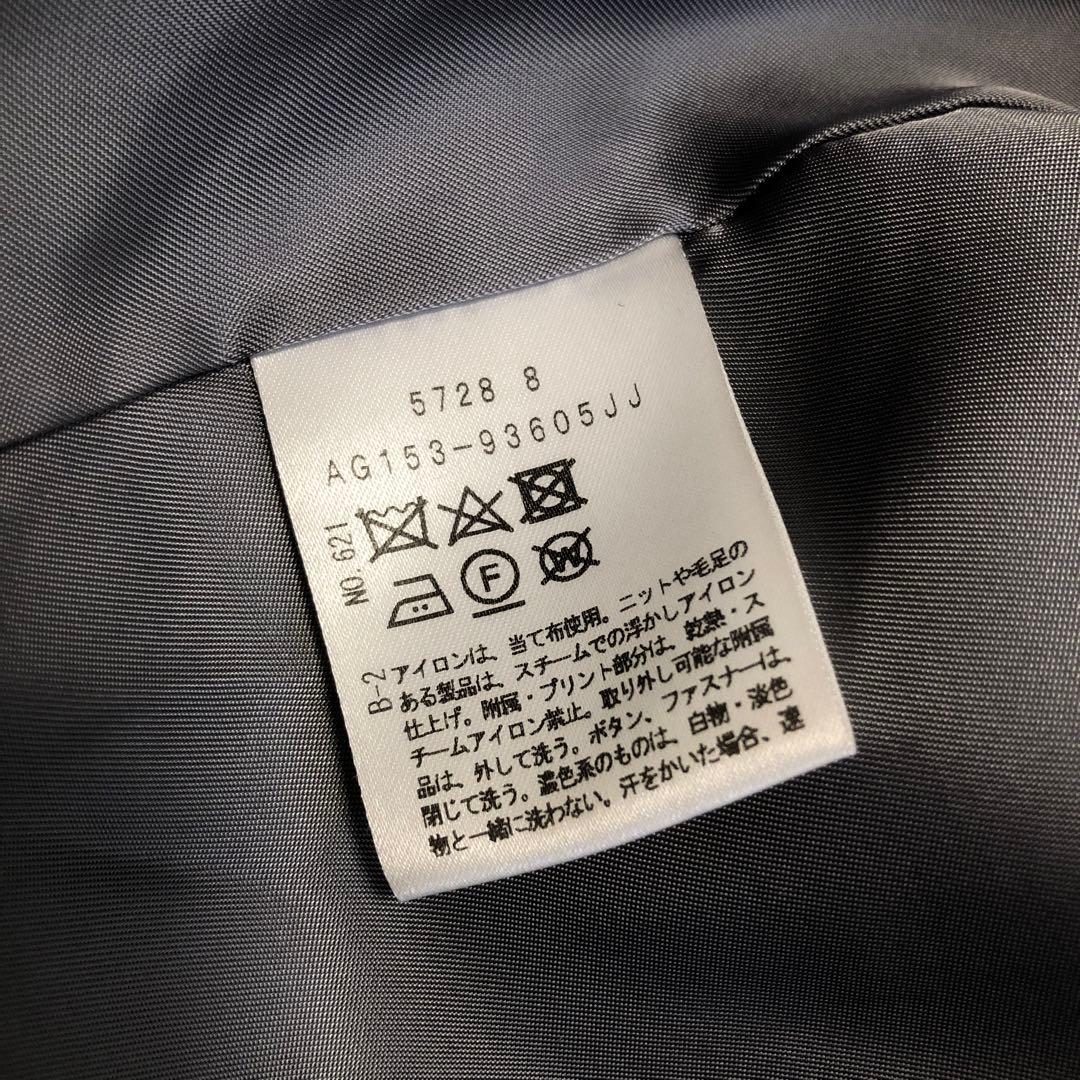 5728 8
AG153-93605JJ
NO. 621
F
W
B-2
アイロンは、当て布使用。ニットや毛足の
ある製品は、スチームでの浮かしアイロン
仕上げ。附属・プリント部分は、乾熱・ス
チームアイロン禁止。取り外し可能な附属
品は、外して洗う。ボタン、ファスナーは、
閉じて洗う。濃色系のものは、白物・淡色
物と一緒に洗わない。汗をかいた場合、速